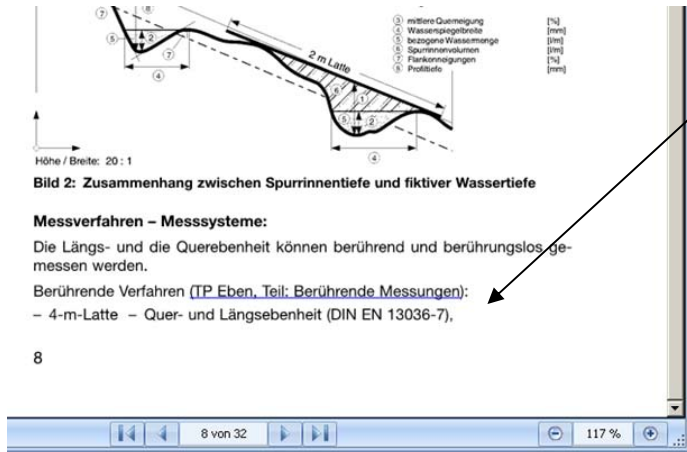 ③ mittlere Querneigung [%]
④ Wasserspiegelbreite [mm]
⑤ bezogene Wassermenge [l/m]
⑥ Spurrinnenvolumen [l/m]
⑦ Flankenneigungen [%]
⑧ Profiltiefe [mm]
⑧
⑤ ② ⑦
④
2 m Latte
⑥ ①
⑤ ②
④
Höhe / Breite: 20 : 1
Bild 2: Zusammenhang zwischen Spurrinnentiefe und fiktiver Wassertiefe
Messverfahren – Messsysteme:
Die Längs- und die Querebenheit können berührend und berührungslos ge-
messen werden.
Berührende Verfahren (TP Eben, Teil: Berührende Messungen):
– 4-m-Latte – Quer- und Längsebenheit (DIN EN 13036-7),
8
8 von 32
117 %